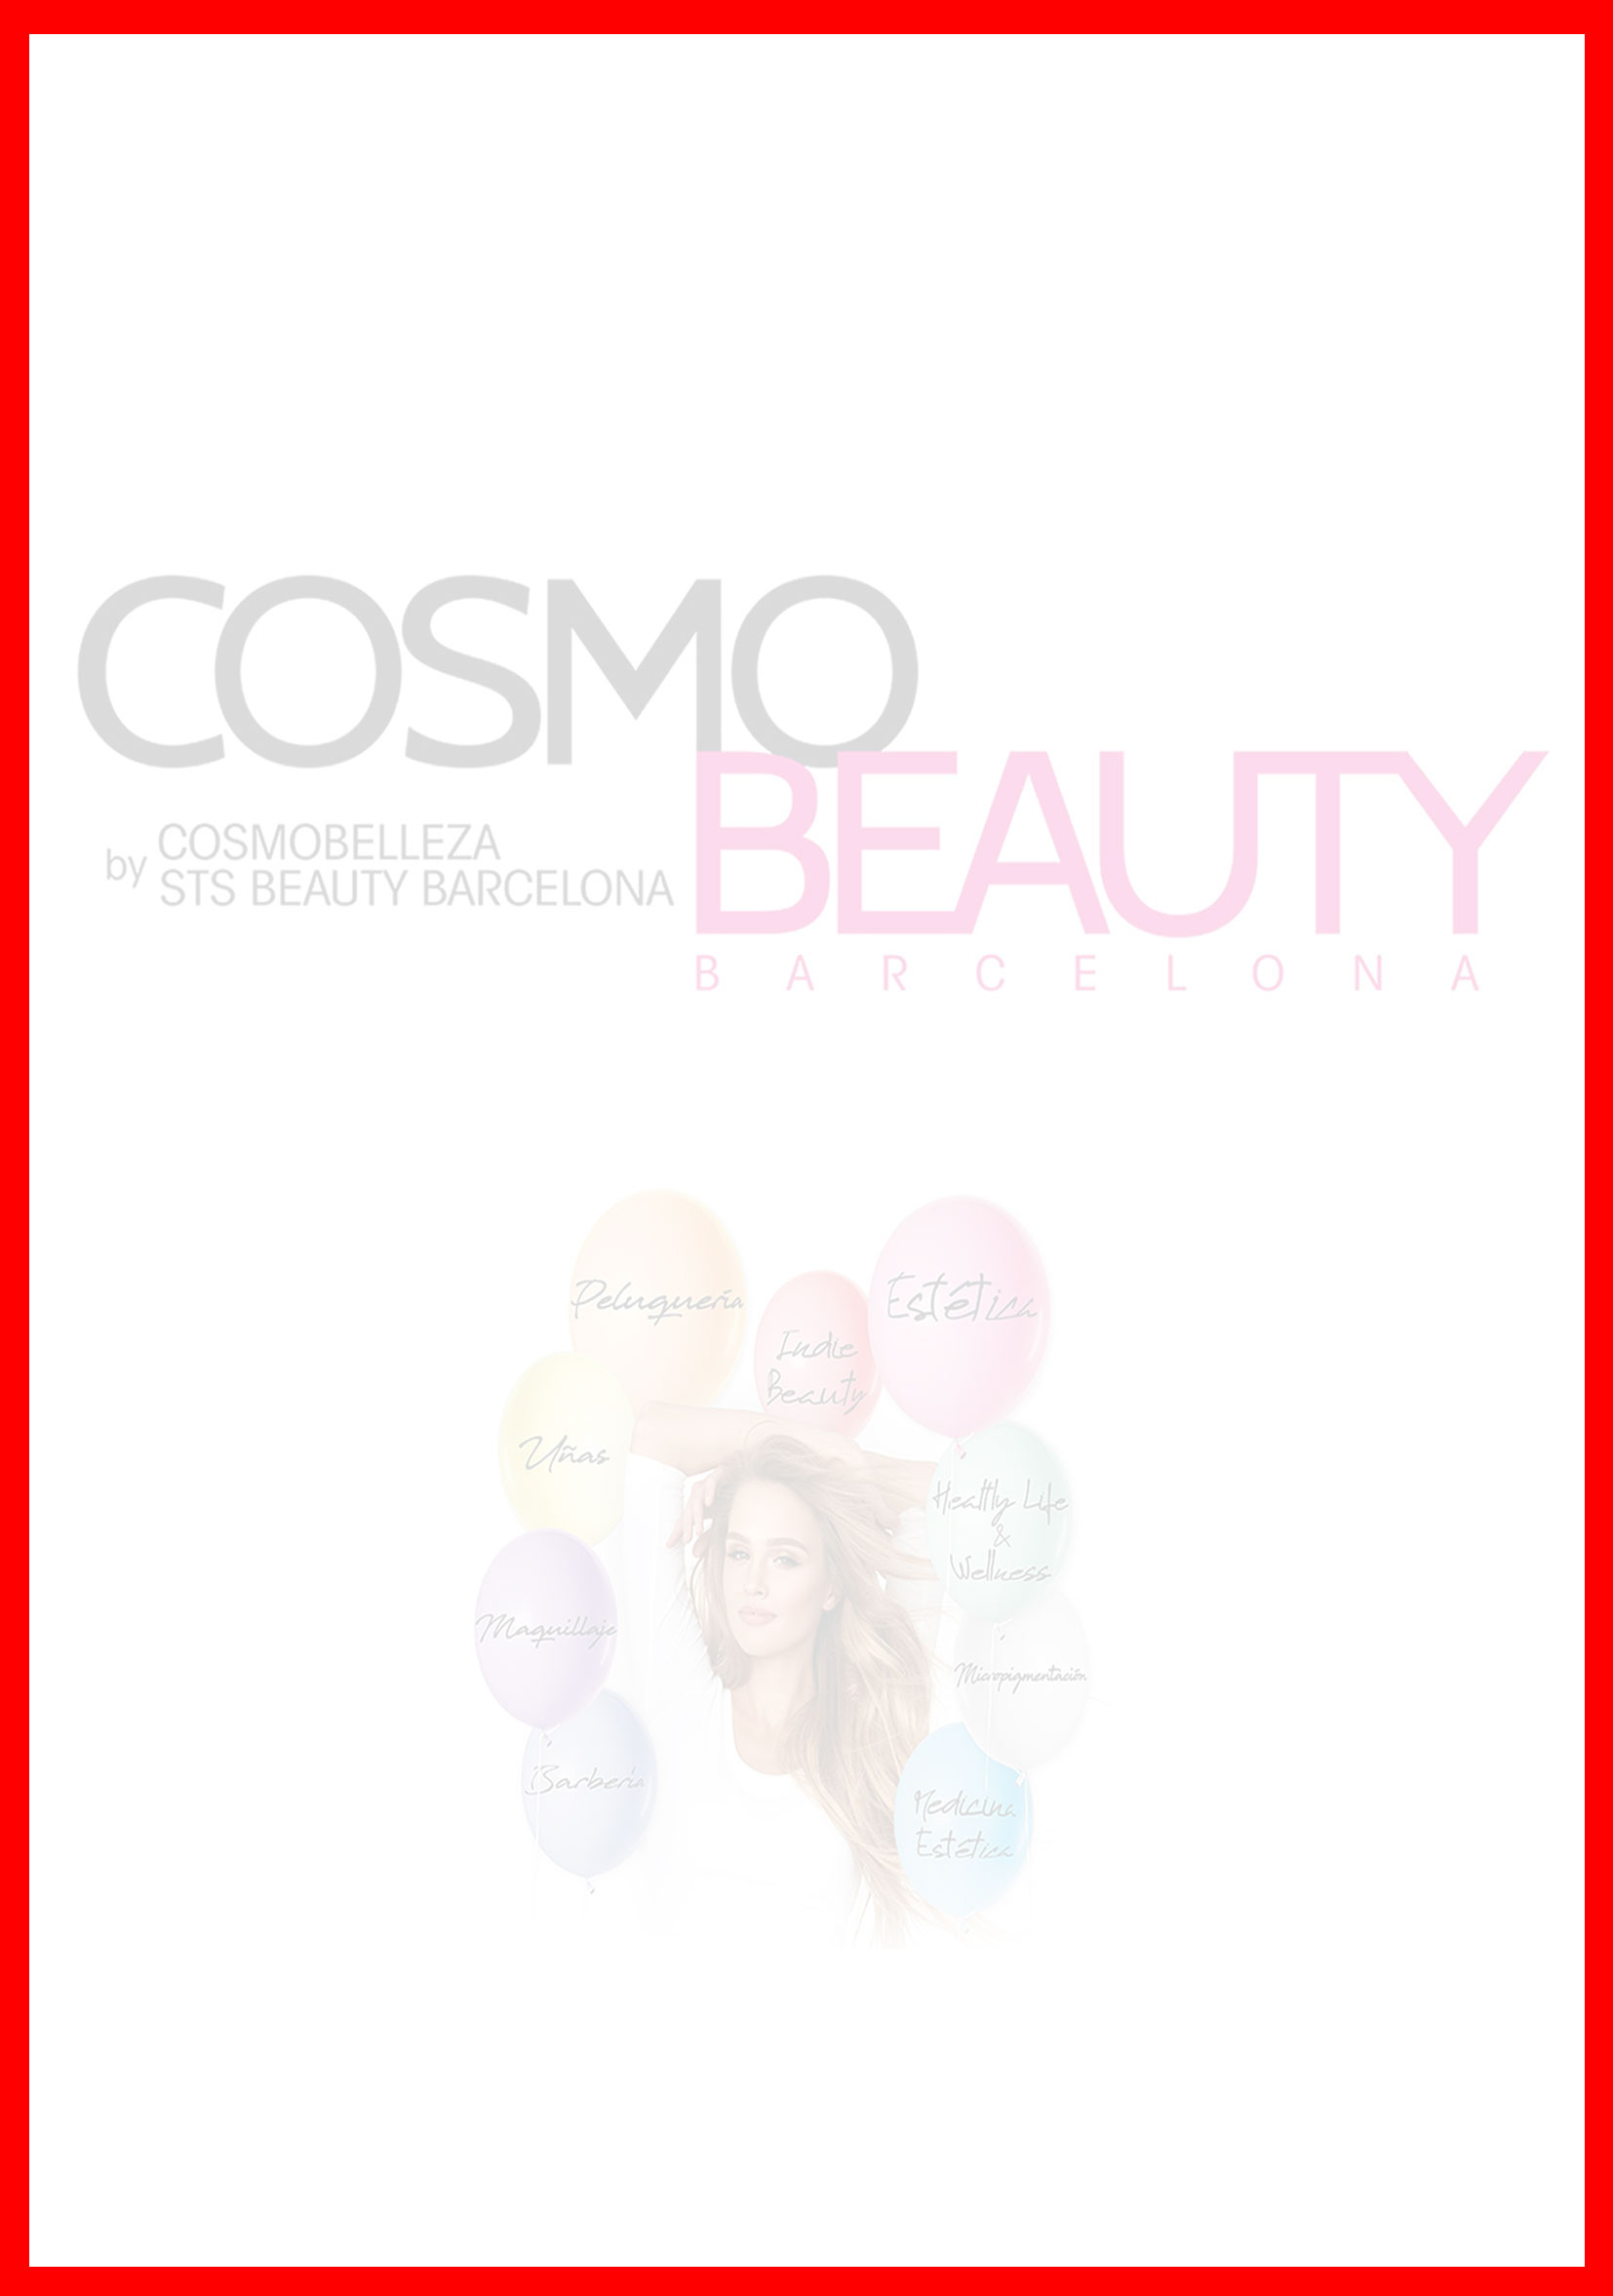 COSMO
BEAUTY
by COSMOBELLEZA
STS BEAUTY BARCELONA
BARCELONA
Peluquería
Estética
Indie
Beauty
Uñas
Healthy Life
&
Wellness
Maquillaje
Micropigmentación
Barbería
Medicina
Estética